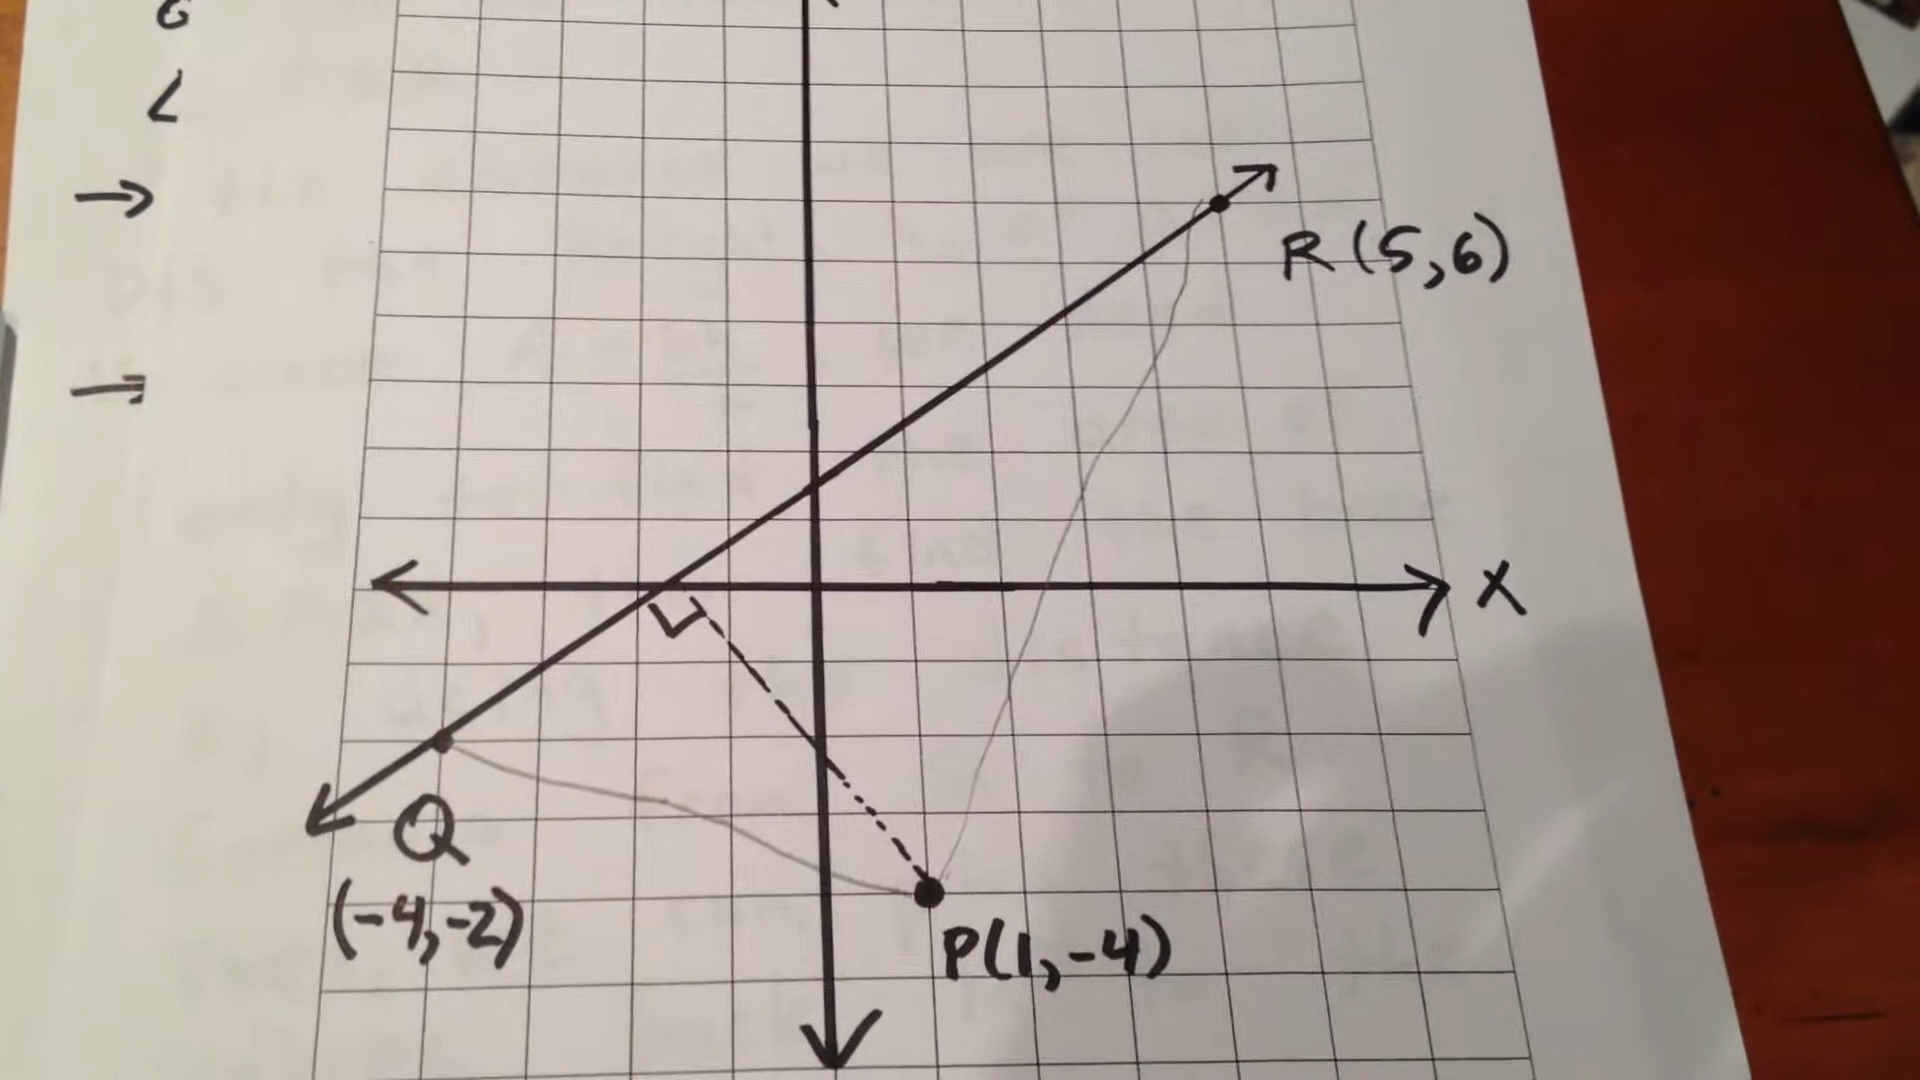 R(5,6)
X
Q
(-4,-2)
P(1,-4)